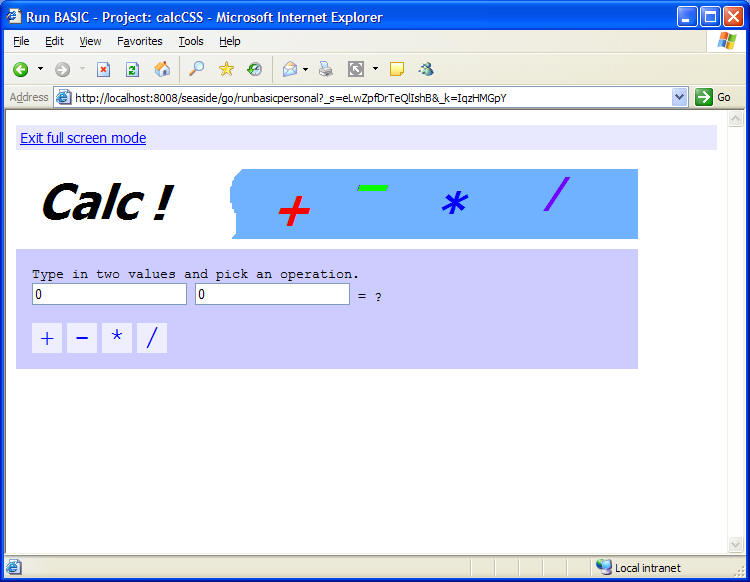 Run BASIC - Project: calcCSS - Microsoft Internet Explorer
File Edit View Favorites Tools Help
Address http://localhost:8008/seaside/go/runbasicpersonal?_s=eLwZpfDrTeQlIshB&_k=IqzHMGpY Go
Exit full screen mode
Calc ! + - * /
Type in two values and pick an operation.
0 0 = ?
+ - * /
Local intranet